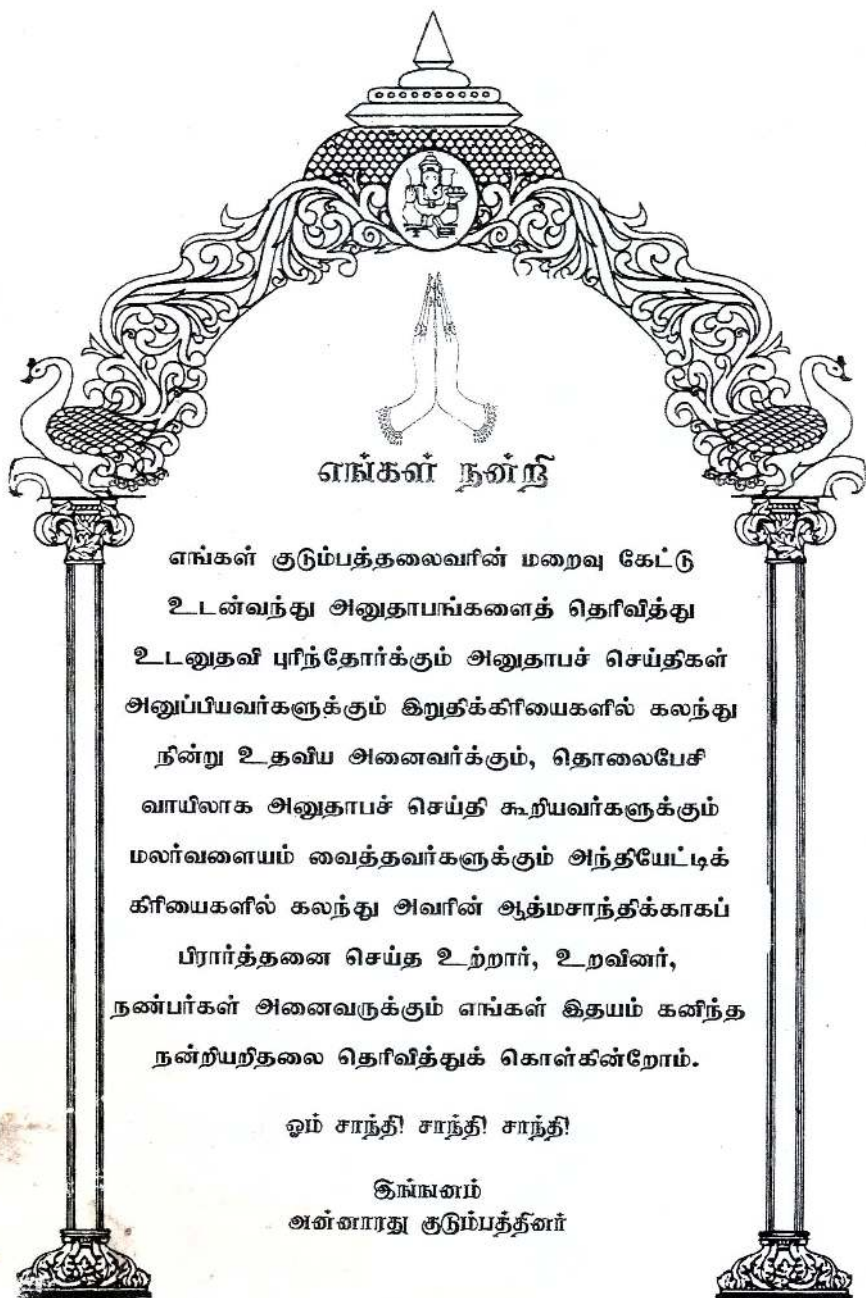 எங்கள் நன்றி
எங்கள் குடும்பத்தலைவரின் மறைவு கேட்டு
உடன்வந்து அனுதாபங்களைத் தெரிவித்து
உடனுதவி புரிந்தோர்க்கும் அனுதாபச் செய்திகள்
அனுப்பியவர்களுக்கும் இறுதிக்கிரியைகளில் கலந்து
நின்று உதவிய அனைவர்க்கும், தொலைபேசி
வாயிலாக அனுதாபச் செய்தி கூறியவர்களுக்கும்
மலர்வளையம் வைத்தவர்களுக்கும் அந்தியேட்டிக்
கிரியைகளில் கலந்து அவரின் ஆத்மசாந்திக்காகப்
பிரார்த்தனை செய்த உற்றார், உறவினர்,
நண்பர்கள் அனைவருக்கும் எங்கள் இதயம் கனிந்த
நன்றியறிதலை தெரிவித்துக் கொள்கின்றோம்.
ஓம் சாந்தி! சாந்தி! சாந்தி!
இங்ஙனம்
அன்னாரது குடும்பத்தினர்